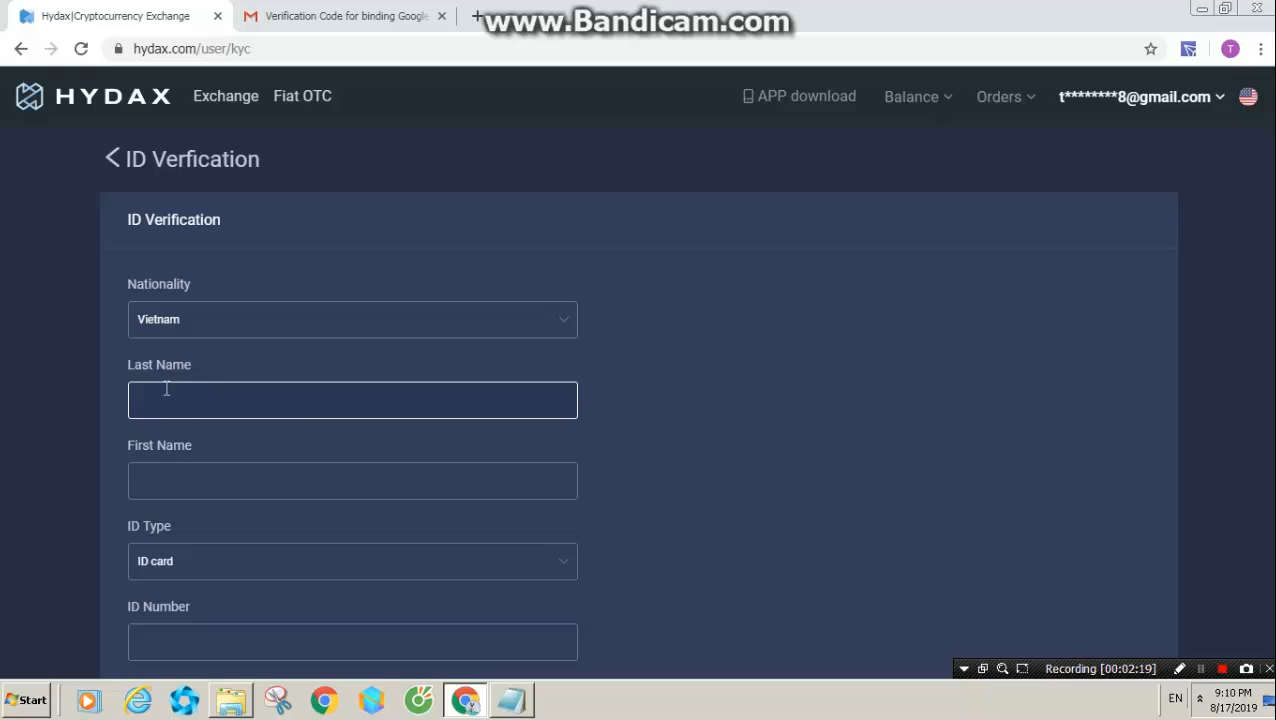 Hydax|Cryptocurrency Exchange
Verification Code for binding Google
www.Bandicam.com
hydax.com/user/kyc
T
HYDAX
Exchange
Fiat OTC
APP download
Balance
Orders
t********8@gmail.com
ID Verfication
ID Verification
Nationality
Vietnam
Last Name
First Name
ID Type
ID card
ID Number
Recording [00:02:19]
Start
EN
9:10 PM
8/17/2019